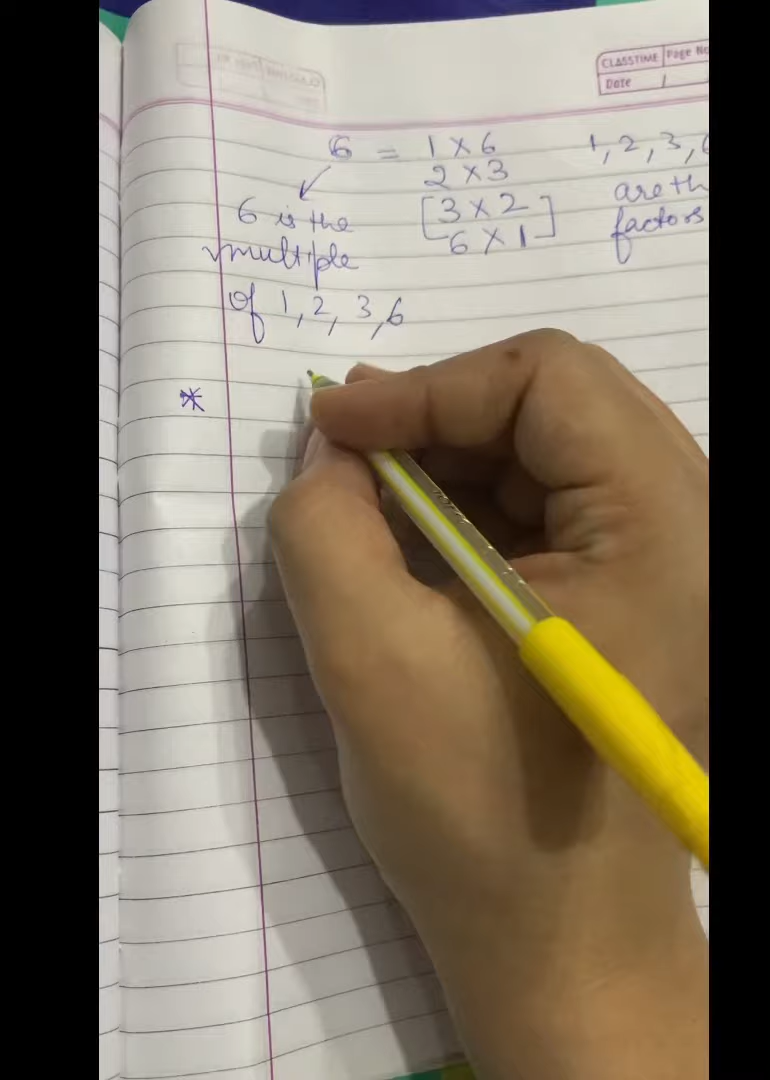 CLASSTIME Page No
Date /
6 = 1 × 6 1, 2, 3, 6
2 × 3
[3 × 2
6 × 1]
are th
factors
6 is the
multiple
of 1, 2, 3, 6
*